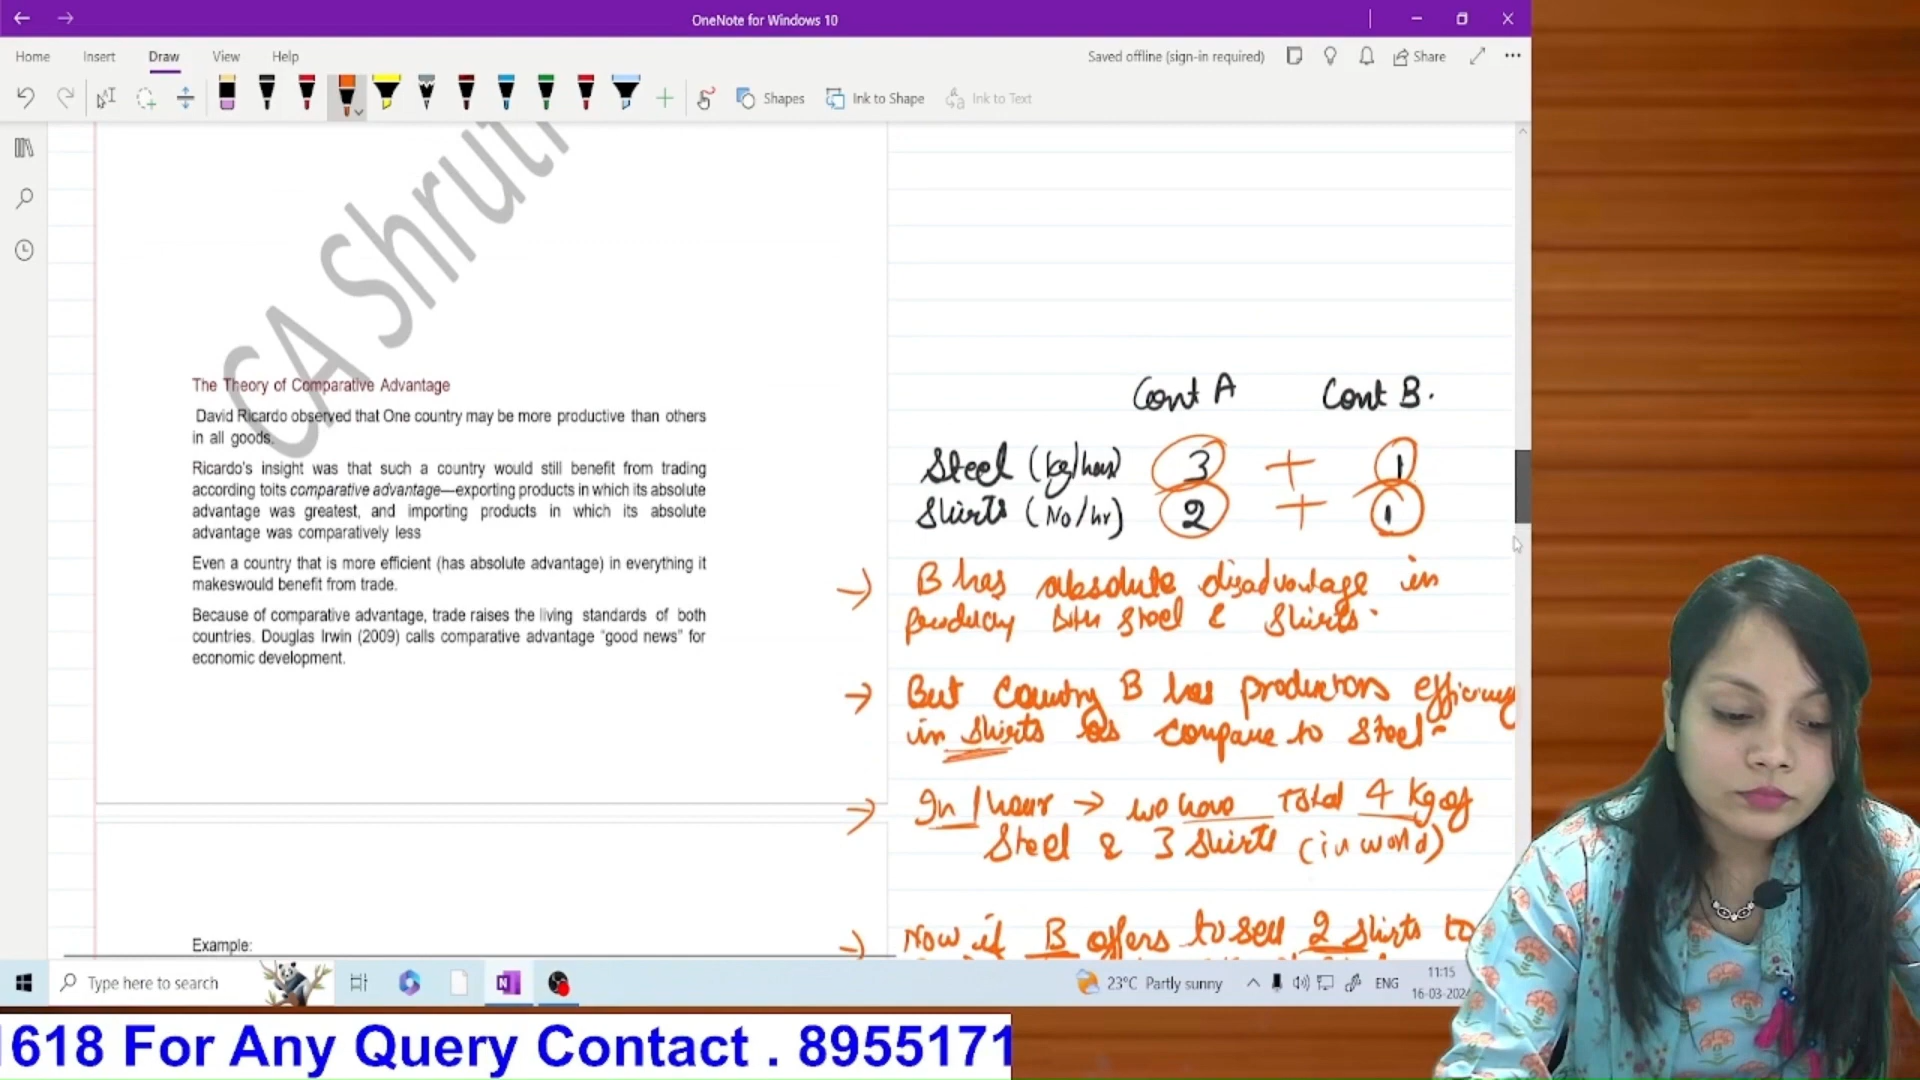 OneNote for Windows 10
Home Insert Draw View Help
Saved offline (sign-in required) Share
Shapes Ink to Shape Ink to Text
CA Shruti
The Theory of Comparative Advantage
David Ricardo observed that One country may be more productive than others
in all goods.
Ricardo's insight was that such a country would still benefit from trading
according toits comparative advantage—exporting products in which its absolute
advantage was greatest, and importing products in which its absolute
advantage was comparatively less
Even a country that is more efficient (has absolute advantage) in everything it
makeswould benefit from trade.
Because of comparative advantage, trade raises the living standards of both
countries. Douglas Irwin (2009) calls comparative advantage "good news" for
economic development.
Example:
Cont A Cont B.
Steel (kg/hour) 3 + 1
Shirts (No/hr) 2 + 1
→ B has absolute disadvantage in
Steel & Shirts.
→ But Country B has efficiency
in shirts as compare to Steel-
→ In 1 hour → we have Total 4 Kg of
Steel & 3 Shirts (in world)
→ Now if B offers to sell 2 shirts to
Type here to search
23°C Partly sunny ENG
11:15
16-03-2024
1618 For Any Query Contact . 8955171